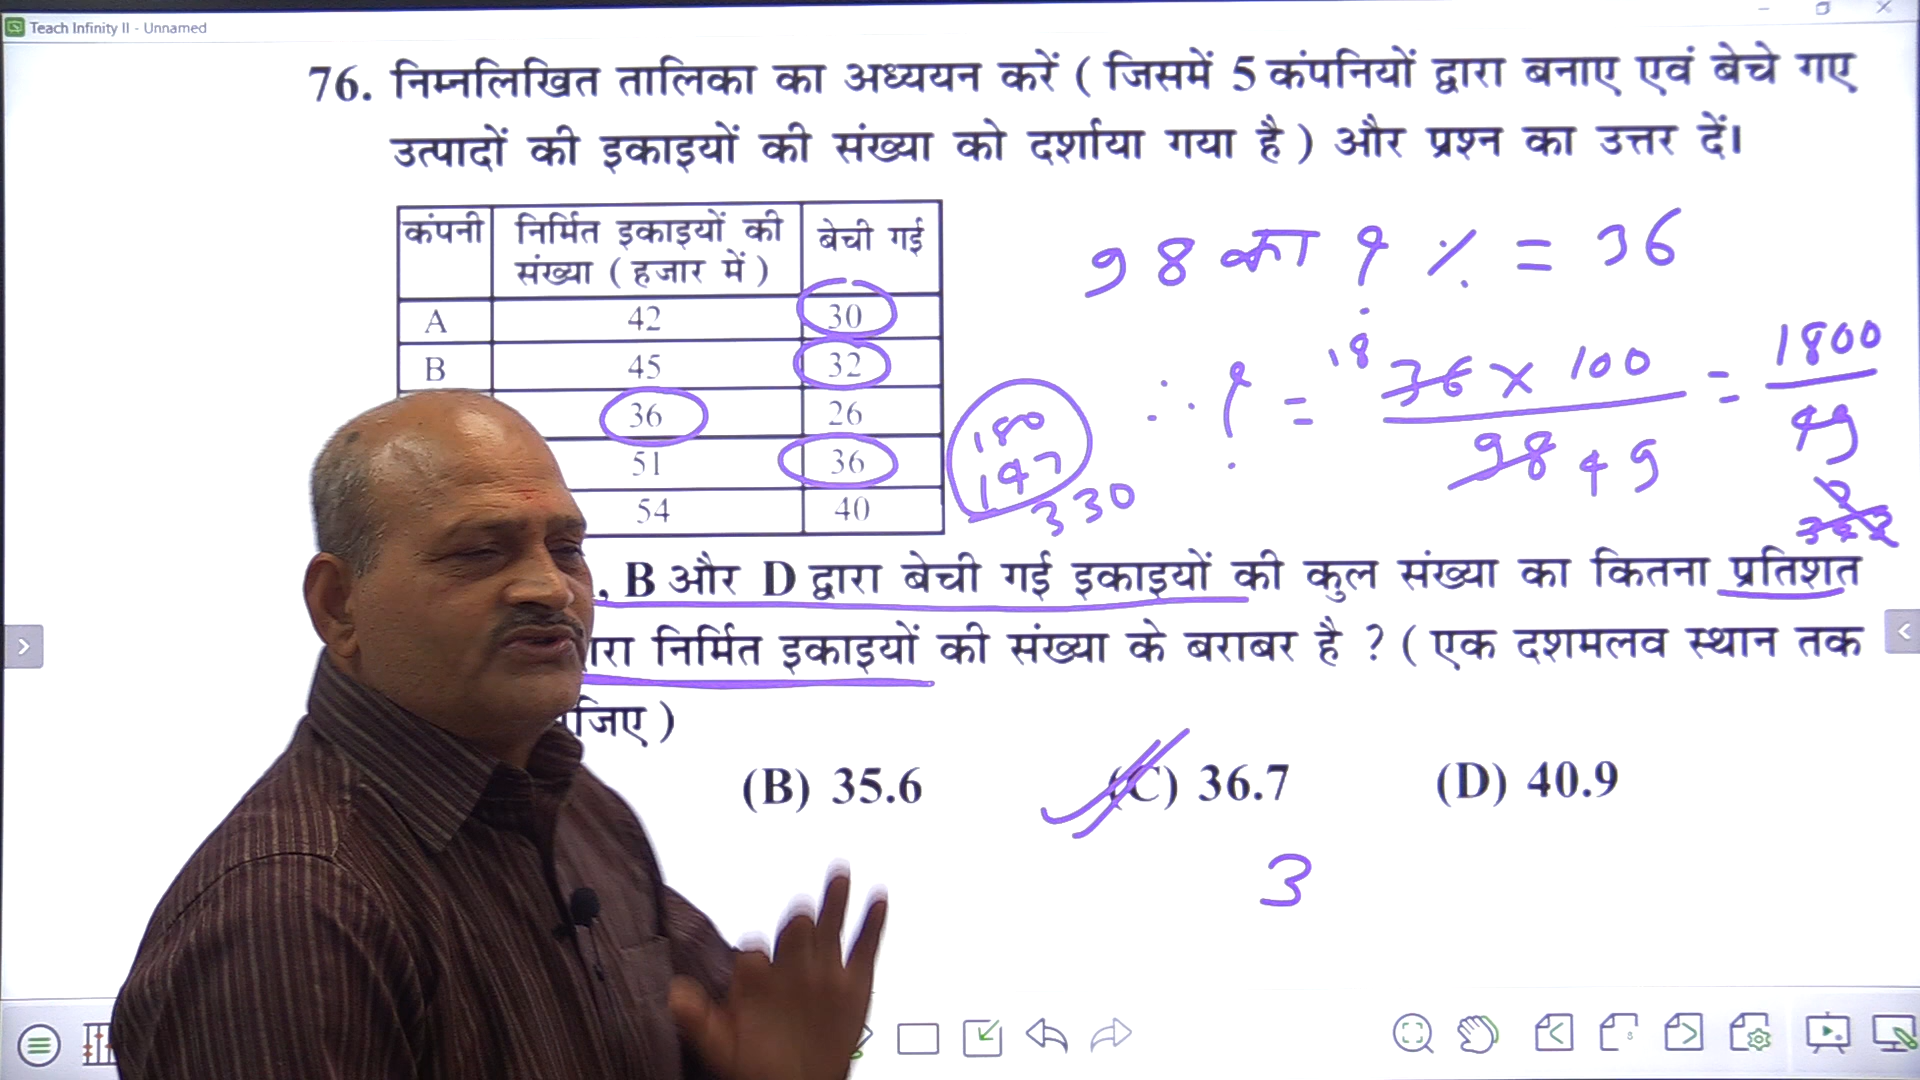 Teach Infinity II - Unnamed
76. निम्नलिखित तालिका का अध्ययन करें ( जिसमें 5 कंपनियों द्वारा बनाए एवं बेचे गए
उत्पादों की इकाइयों की संख्या को दर्शाया गया है ) और प्रश्न का उत्तर दें।
कंपनी निर्मित इकाइयों की संख्या ( हजार में ) बेची गई
A 42 30
B 45 32
36 26
51 36
54 40
98 का ? % = 36
∴ ? = 18 36 x 100 / 98 49 = 1800 / 49
180
147
330
, B और D द्वारा बेची गई इकाइयों की कुल संख्या का कितना प्रतिशत
निर्मित इकाइयों की संख्या के बराबर है ? ( एक दशमलव स्थान तक
(B) 35.6 (C) 36.7 (D) 40.9
3